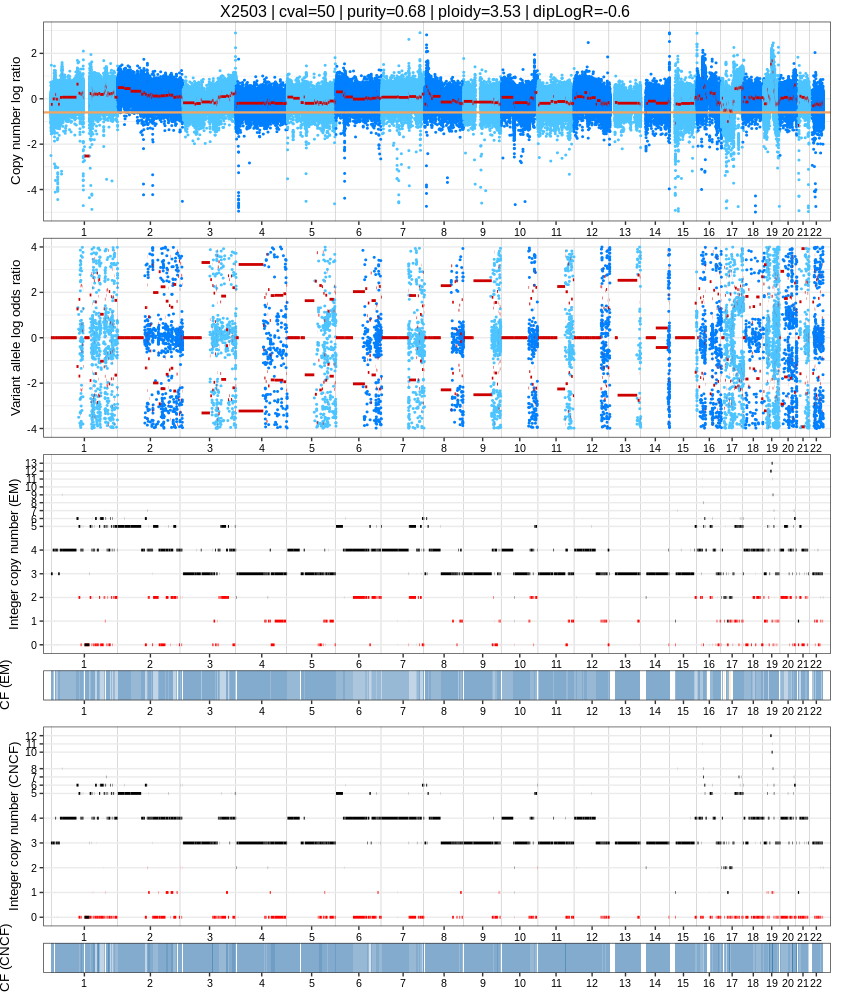 X2503 | cval=50 | purity=0.68 | ploidy=3.53 | dipLogR=-0.6
Copy number log ratio
2
0
-2
-4
1 2 3 4 5 6 7 8 9 10 11 12 13 14 15 16 17 18 19 20 21 22
Variant allele log odds ratio
4
2
0
-2
-4
1 2 3 4 5 6 7 8 9 10 11 12 13 14 15 16 17 18 19 20 21 22
Integer copy number (EM)
13
12
11
10
9
8
7
6
5
4
3
2
1
0
1 2 3 4 5 6 7 8 9 10 11 12 13 14 15 16 17 18 19 20 21 22
CF (EM)
1 2 3 4 5 6 7 8 9 10 11 12 13 14 15 16 17 18 19 20 21 22
Integer copy number (CNCF)
12
11
10
8
7
6
5
4
3
2
1
0
1 2 3 4 5 6 7 8 9 10 11 12 13 14 15 16 17 18 19 20 21 22
CF (CNCF)
1 2 3 4 5 6 7 8 9 10 11 12 13 14 15 16 17 18 19 20 21 22